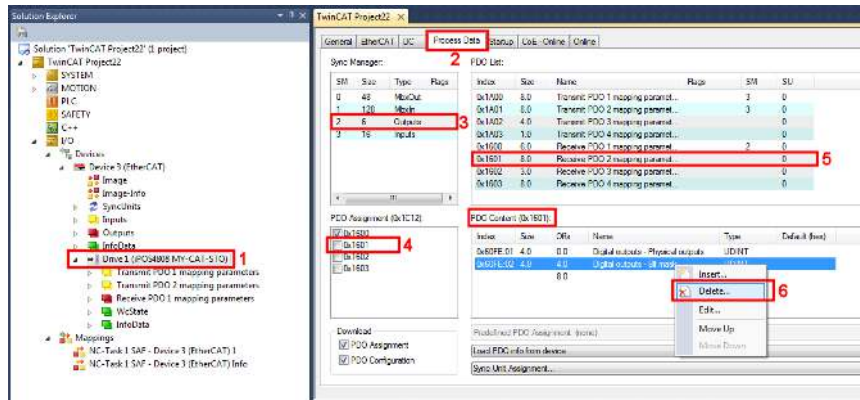 Solution Explorer
Solution 'TwinCAT Project22' (1 project)
TwinCAT Project22
SYSTEM
MOTION
PLC
SAFETY
C++
I/O
Devices
Device 3 (EtherCAT)
Image
Image-Info
SyncUnits
Inputs
Outputs
InfoData
Drive 1 (iPOS4808 MY-CAT-STO) 1
Transmit PDO 1 mapping parameters
Transmit PDO 2 mapping parameters
Receive PDO 1 mapping parameters
WcState
InfoData
Mappings
NC-Task 1 SAF - Device 3 (EtherCAT) 1
NC-Task 1 SAF - Device 3 (EtherCAT) Info
TwinCAT Project22
General EtherCAT DC Process Data Startup CoE - Online Online
2
Sync Manager:
SM Size Type Flags
0 48 MbxOut
1 128 MbxIn
2 6 Outputs 3
3 16 Inputs
PDO List:
Index Size Name Flags SM SU
0x1A00 8.0 Transmit PDO 1 mapping paramet... 3 0
0x1A01 8.0 Transmit PDO 2 mapping paramet... 3 0
0x1A02 4.0 Transmit PDO 3 mapping paramet... 0
0x1A03 1.0 Transmit PDO 4 mapping paramet... 0
0x1600 6.0 Receive PDO 1 mapping paramet... 2 0
0x1601 8.0 Receive PDO 2 mapping paramet... 0 5
0x1602 Receive PDO 3 mapping paramet... 0
0x1603 8.0 Receive PDO 4 mapping paramet... 0
PDO Assignment (0x1C12)
0x1600
0x1601 4
0x1602
0x1603
PDO Content (0x1601):
Index Size Offs Name Type Default (hex)
0x60FE:01 4.0 0.0 Digital outputs - Physical outputs UDINT
0x60FE:02 4.0 4.0 Digital outputs - Bit mask UDINT
8.0
Insert...
Delete... 6
Edit...
Move Up
Move Down
Download
PDO Assignment
PDO Configuration
Predefined PDO Assignment: (none)
Load PDO info from device
Sync Unit Assignment...